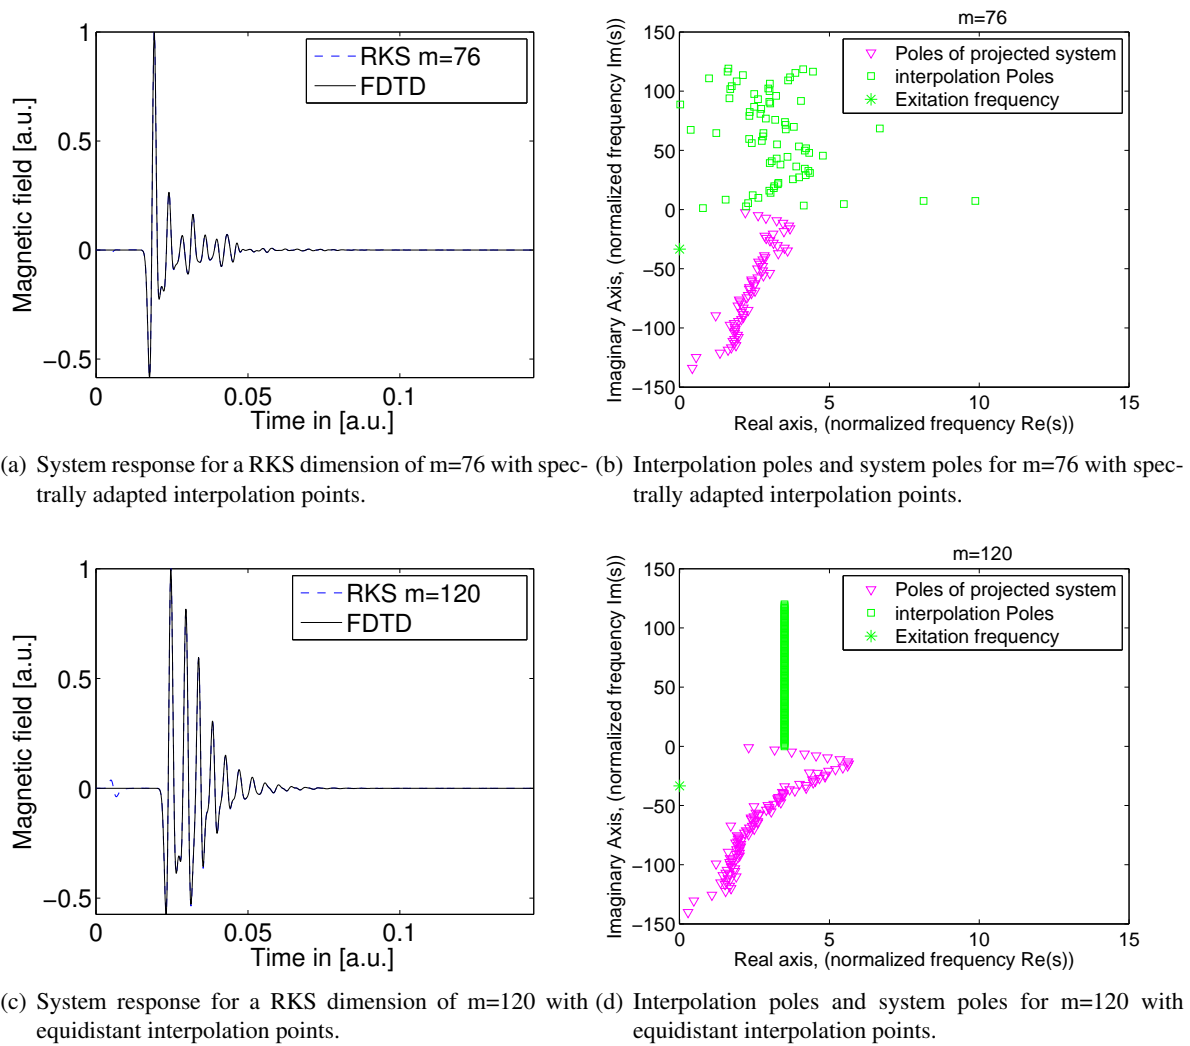 1
0.5
0
−0.5
0
0.05
0.1
Magnetic field [a.u.]
Time in [a.u.]
RKS m=76
FDTD
m=76
150
100
50
0
−50
−100
−150
0
5
10
15
Imaginary Axis, (normalized frequency Im(s))
Real axis, (normalized frequency Re(s))
Poles of projected system
interpolation Poles
Exitation frequency
(a) System response for a RKS dimension of m=76 with spec-
trally adapted interpolation points.
(b) Interpolation poles and system poles for m=76 with spec-
trally adapted interpolation points.
1
0.5
0
−0.5
0
0.05
0.1
Magnetic field [a.u.]
Time in [a.u.]
RKS m=120
FDTD
m=120
150
100
50
0
−50
−100
−150
0
5
10
15
Imaginary Axis, (normalized frequency Im(s))
Real axis, (normalized frequency Re(s))
Poles of projected system
interpolation Poles
Exitation frequency
(c) System response for a RKS dimension of m=120 with
equidistant interpolation points.
(d) Interpolation poles and system poles for m=120 with
equidistant interpolation points.